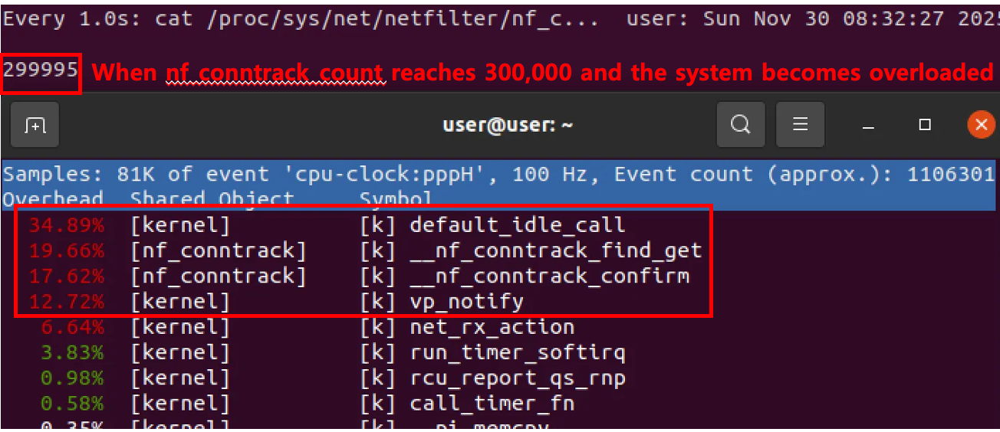 Every 1.0s: cat /proc/sys/net/netfilter/nf_c...  user: Sun Nov 30 08:32:27 2025
299995 When nf_conntrack_count reaches 300,000 and the system becomes overloaded
user@user: ~
Samples: 81K of event 'cpu-clock:pppH', 100 Hz, Event count (approx.): 1106301
Overhead  Shared Object  Symbol
34.89%  [kernel]  [k] default_idle_call
19.66%  [nf_conntrack]  [k] __nf_conntrack_find_get
17.62%  [nf_conntrack]  [k] __nf_conntrack_confirm
12.72%  [kernel]  [k] vp_notify
6.64%  [kernel]  [k] net_rx_action
3.83%  [kernel]  [k] run_timer_softirq
0.98%  [kernel]  [k] rcu_report_qs_rnp
0.58%  [kernel]  [k] call_timer_fn
0.35%  [kernel]  [k] __pi_memcpy